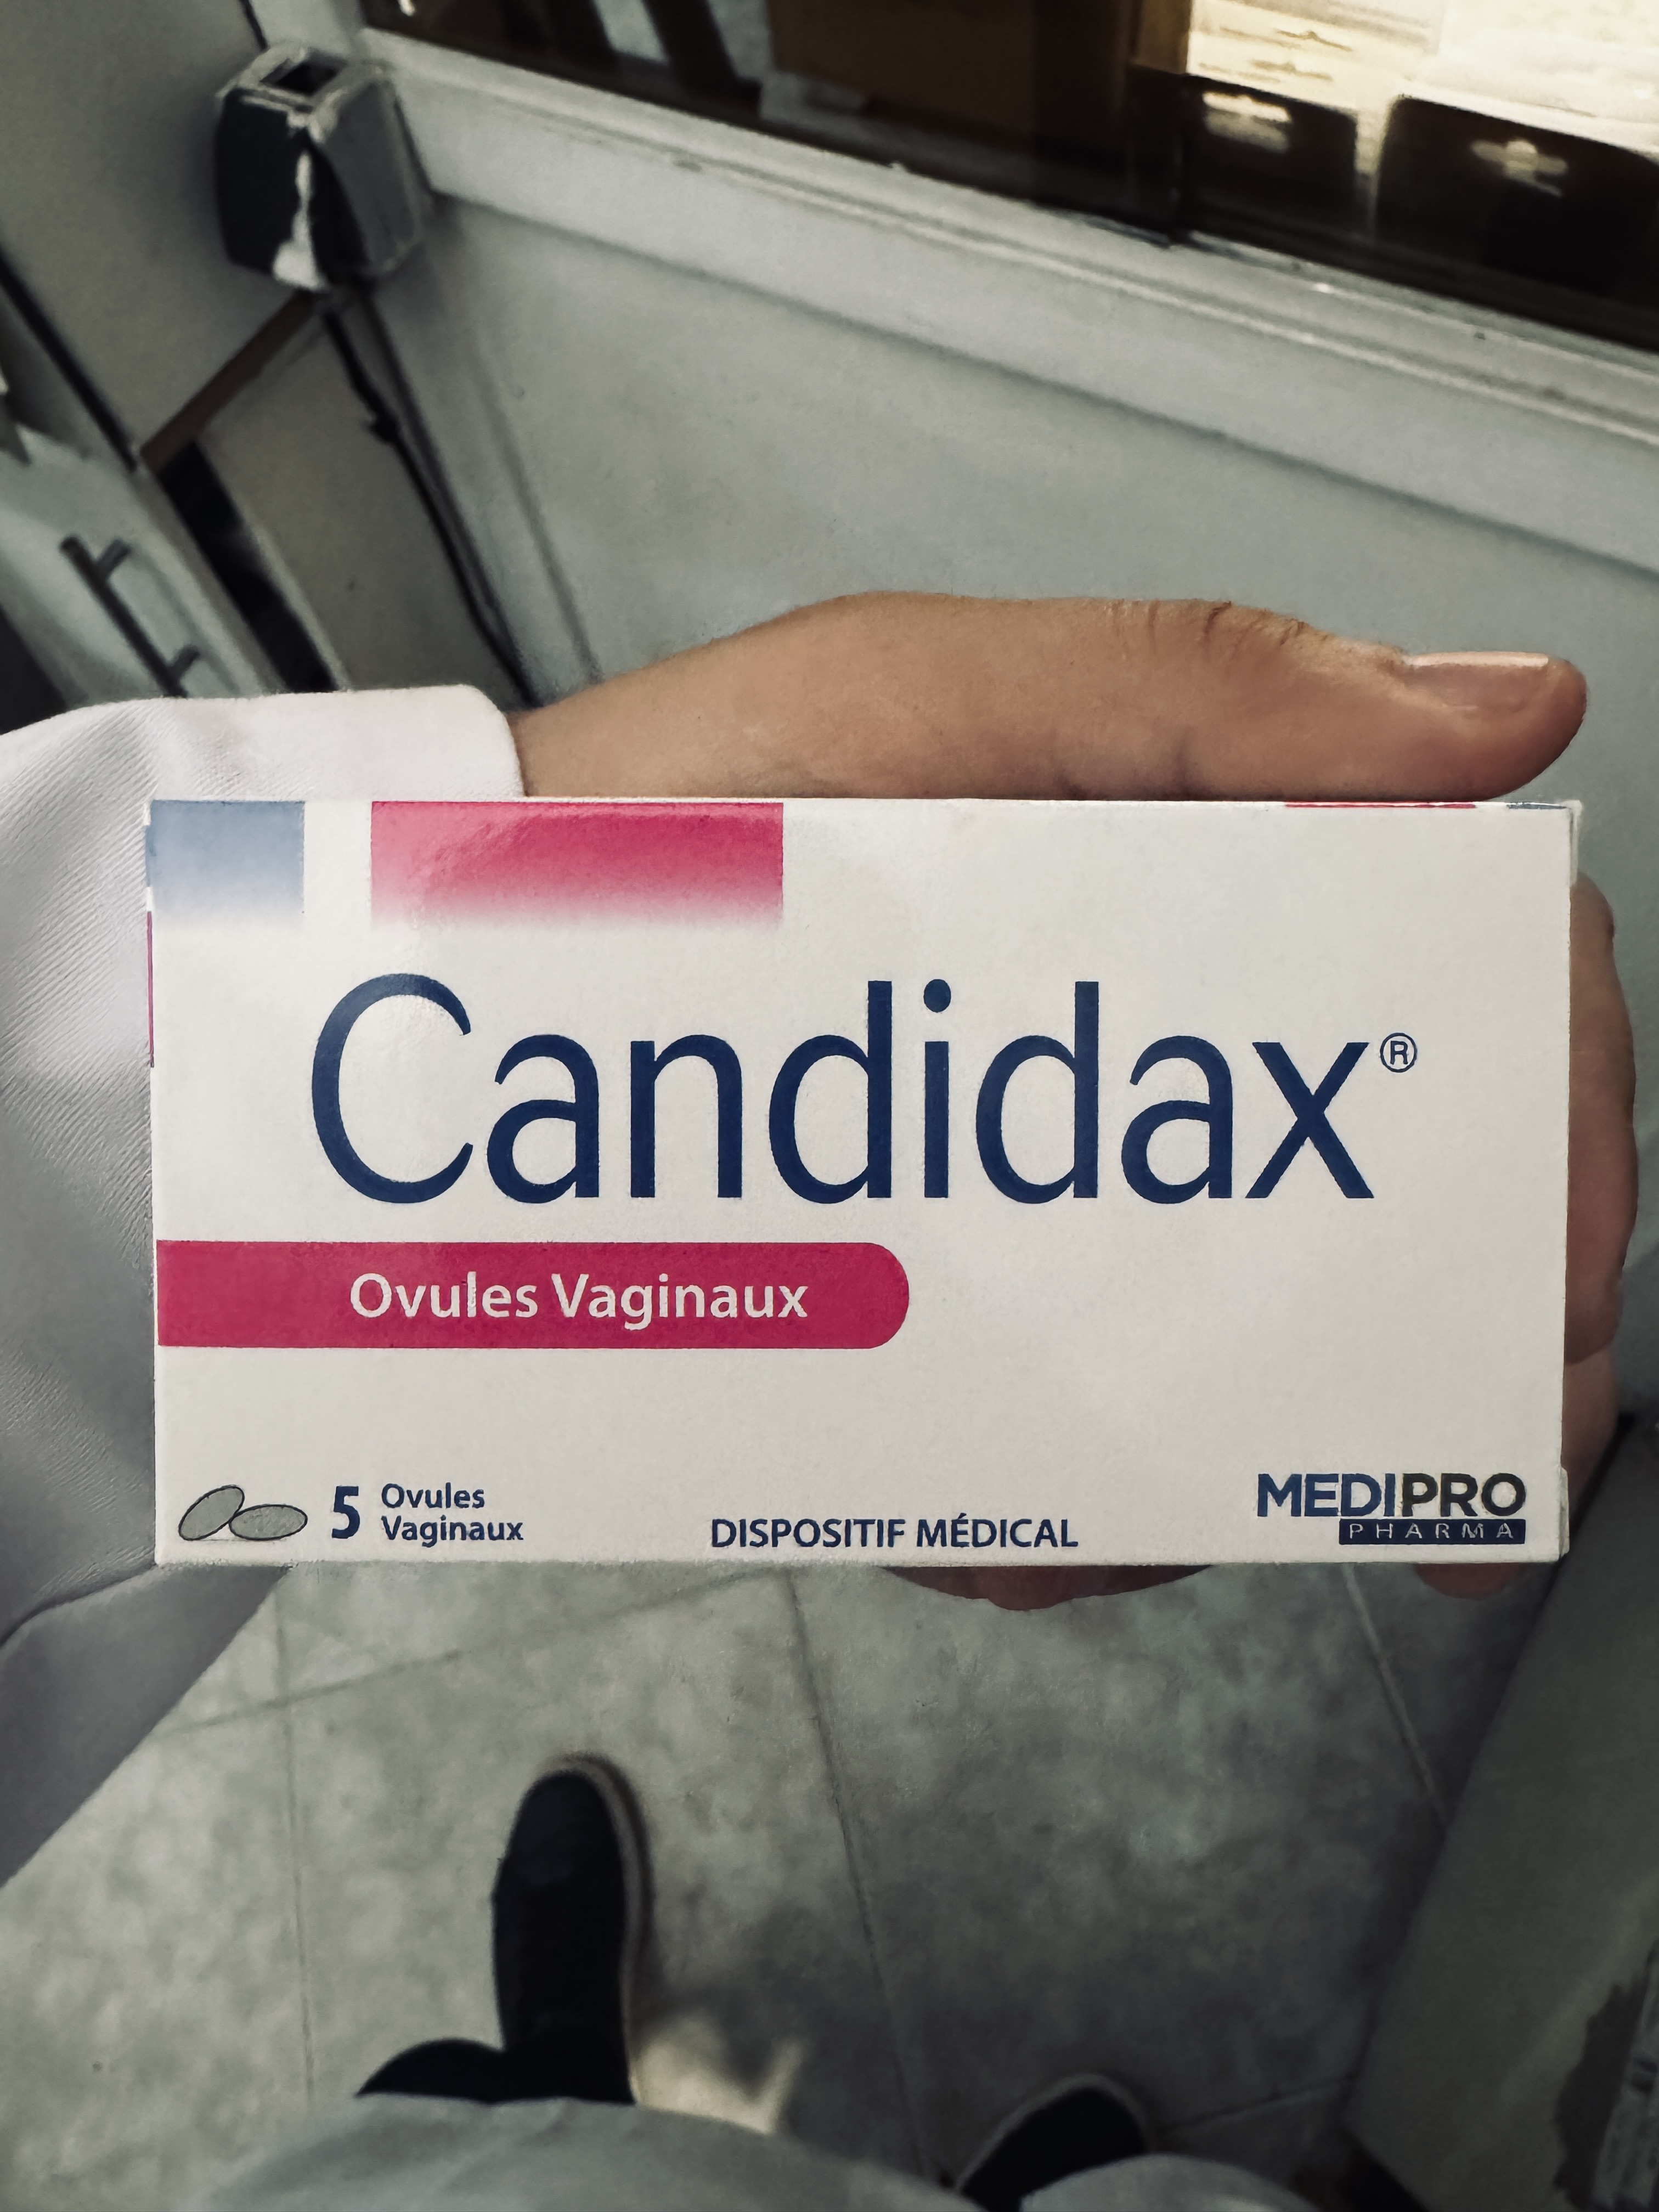 Candidax®
Ovules Vaginaux
5 Ovules
Vaginaux
DISPOSITIF MÉDICAL
MEDIPRO
PHARMA